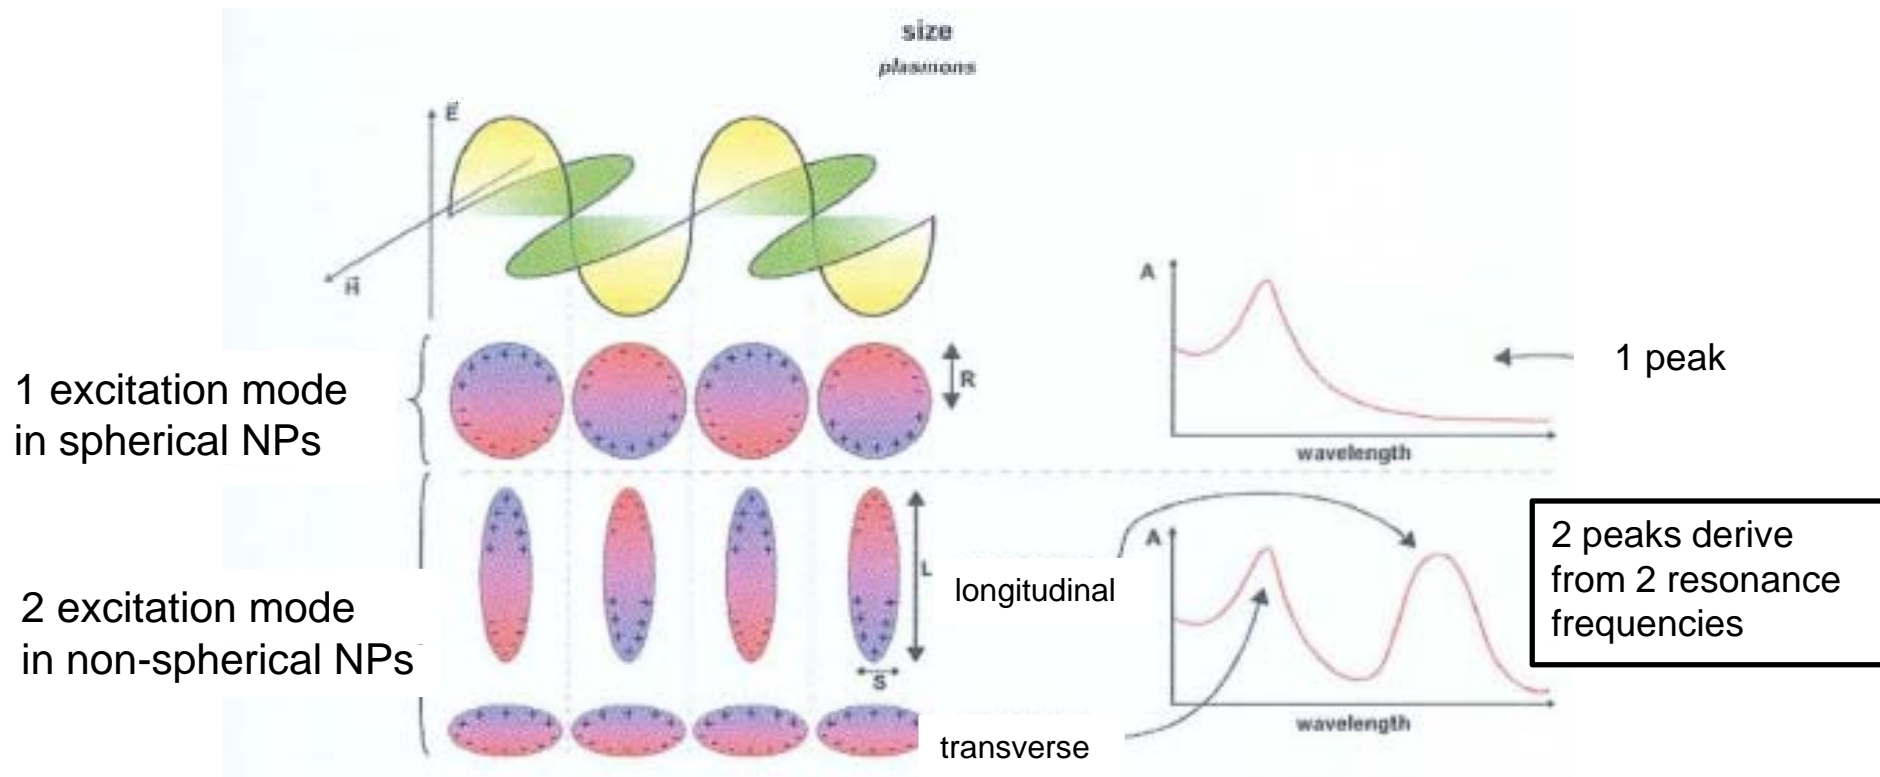 size
plasmons
E
H
A
1 peak
1 excitation mode
in spherical NPs
R
wavelength
2 excitation mode
in non-spherical NPs
L
longitudinal
S
transverse
A
wavelength
2 peaks derive
from 2 resonance
frequencies